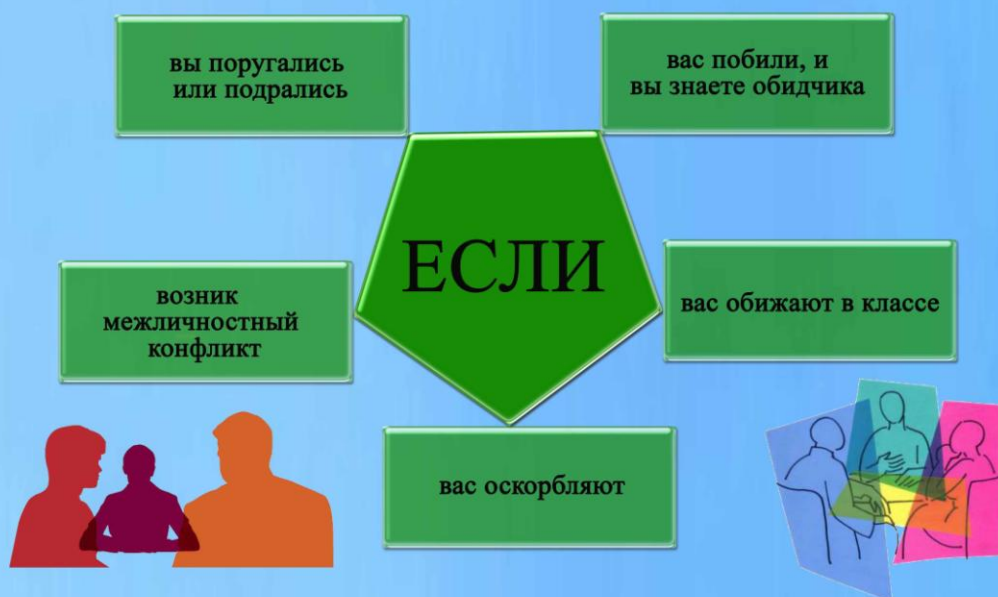 вы поругались
или подрались
вас побили, и
вы знаете обидчика
ЕСЛИ
возник
межличностный
конфликт
вас обижают в классе
вас оскорбляют